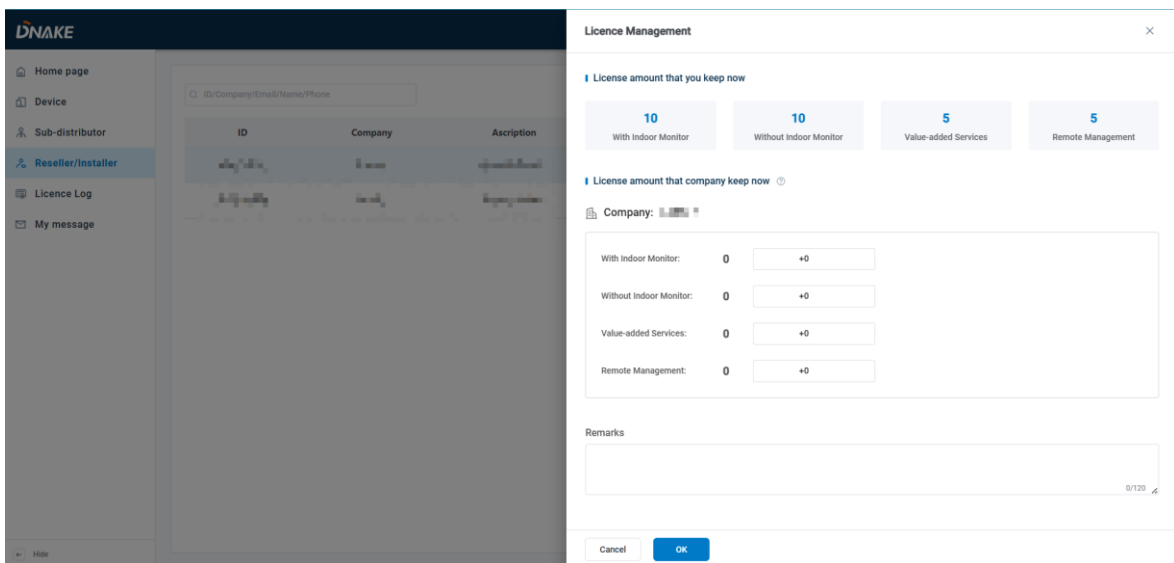 DNAKE
Home page
Device
Sub-distributor
Reseller/Installer
Licence Log
My message
Hide
ID/Company/Email/Name/Phone
ID Company Ascription
Licence Management
License amount that you keep now
10 10 5 5
With Indoor Monitor Without Indoor Monitor Value-added Services Remote Management
License amount that company keep now
Company:
With Indoor Monitor: 0 +0
Without Indoor Monitor: 0 +0
Value-added Services: 0 +0
Remote Management: 0 +0
Remarks
0/120
Cancel OK